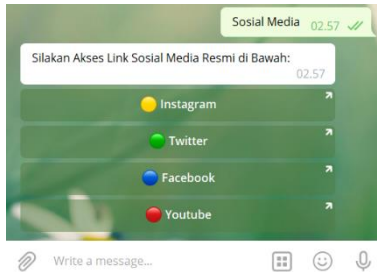 Sosial Media 02.57
Silakan Akses Link Sosial Media Resmi di Bawah:
02.57
Instagram
Twitter
Facebook
Youtube
Write a message...